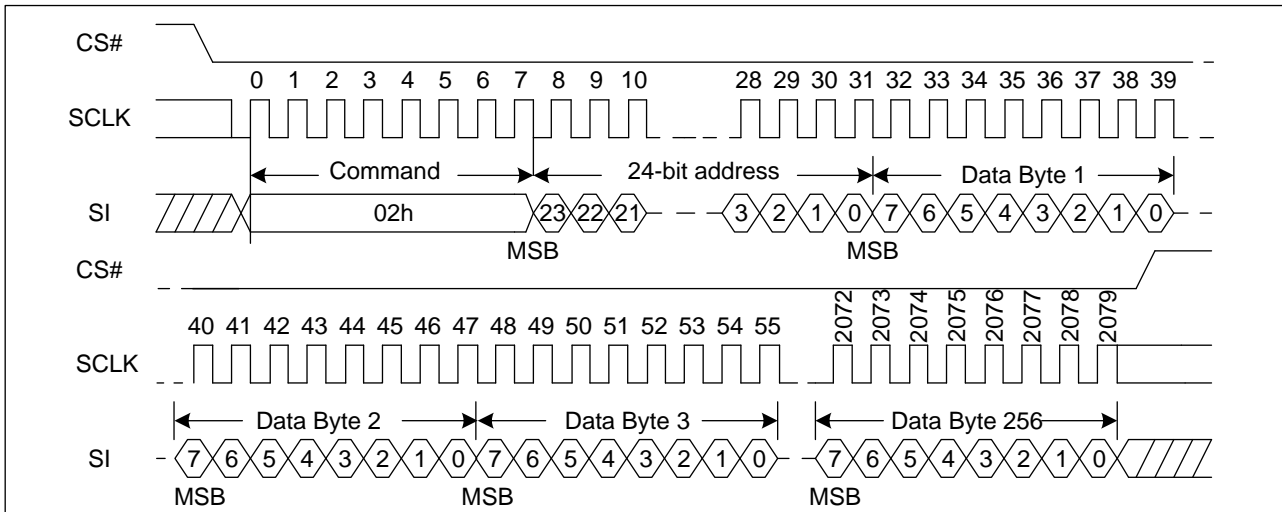 CS#
0 1 2 3 4 5 6 7 8 9 10 28 29 30 31 32 33 34 35 36 37 38 39
SCLK
Command 24-bit address Data Byte 1
SI 02h 23 22 21 3 2 1 0 7 6 5 4 3 2 1 0
MSB MSB
CS#
40 41 42 43 44 45 46 47 48 49 50 51 52 53 54 55 2072 2073 2074 2075 2076 2077 2078 2079
SCLK
Data Byte 2 Data Byte 3 Data Byte 256
SI 7 6 5 4 3 2 1 0 7 6 5 4 3 2 1 0 7 6 5 4 3 2 1 0
MSB MSB MSB